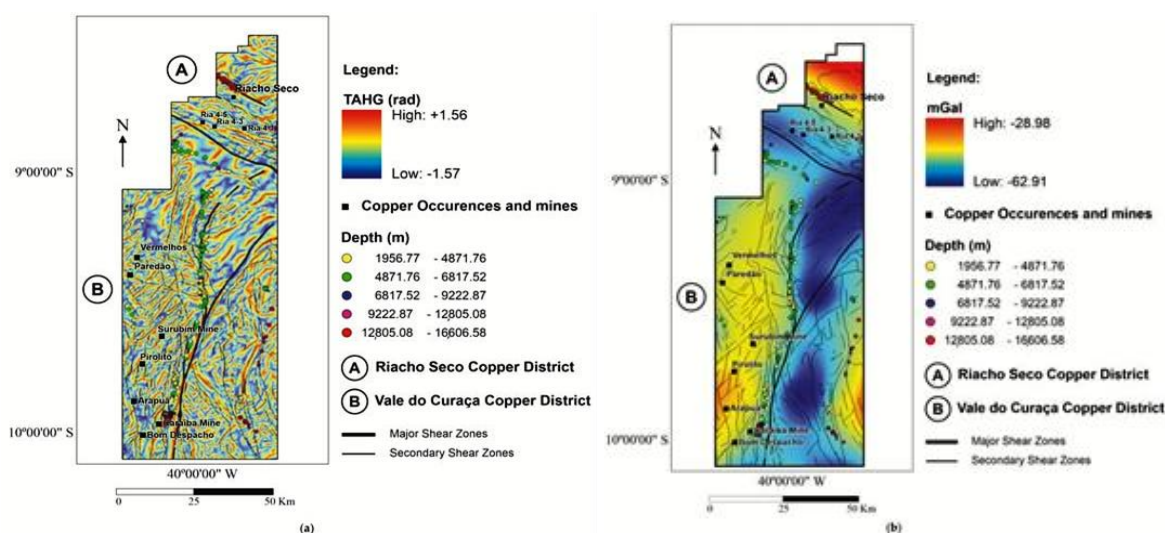 A
Riacho Seco
Ria 4-5
Ria 4-3
N
9°00'00" S
Vermelhos
Paredão
B
Surubim Mine
Pirolito
Arapuá
Bom Despacho
10°00'00" S
40°00'00" W
0 25 50 Km
(a)
Legend:
TAHG (rad)
High: +1.56
Low: -1.57
Copper Occurences and mines
Depth (m)
1956.77 - 4871.76
4871.76 - 6817.52
6817.52 - 9222.87
9222.87 - 12805.08
12805.08 - 16606.58
A Riacho Seco Copper District
B Vale do Curaça Copper District
Major Shear Zones
Secondary Shear Zones
A
Riacho Seco
N
9°00'00" S
Vermelhos
Paredão
B
Surubim Mine
Pirolito
Arapuá
Bom Despacho
10°00'00" S
40°00'00" W
0 25 50 Km
(b)
Legend:
mGal
High: -28.98
Low: -62.91
Copper Occurences and mines
Depth (m)
1956.77 - 4871.76
4871.76 - 6817.52
6817.52 - 9222.87
9222.87 - 12805.08
12805.08 - 16606.58
A Riacho Seco Copper District
B Vale do Curaça Copper District
Major Shear Zones
Secondary Shear Zones